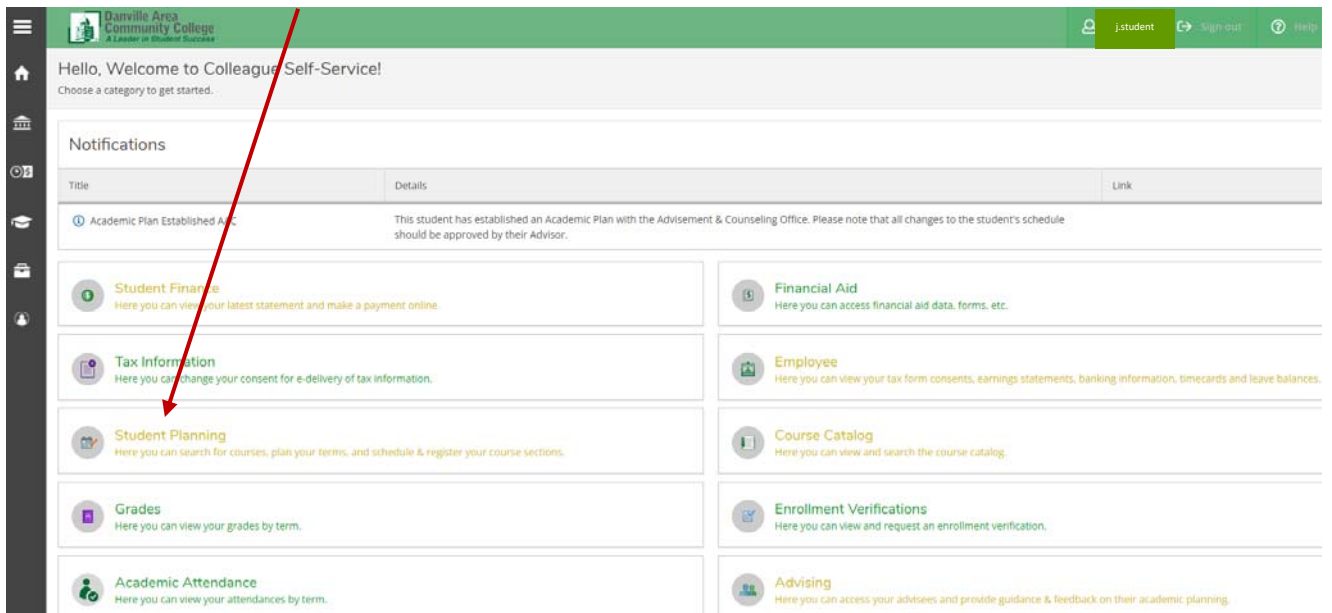 Danville Area
Community College
A Leader in Student Success
j.student
Sign out
Help
Hello, Welcome to Colleague Self-Service!
Choose a category to get started.
Notifications
Title
Details
Link
Academic Plan Established AAC
This student has established an Academic Plan with the Advisement & Counseling Office. Please note that all changes to the student's schedule
should be approved by their Advisor.
Student Finance
Here you can view your latest statement and make a payment online.
Financial Aid
Here you can access financial aid data, forms, etc.
Tax Information
Here you can change your consent for e-delivery of tax information.
Employee
Here you can view your tax form consents, earnings statements, banking information, timecards and leave balances.
Student Planning
Here you can search for courses, plan your terms, and schedule & register your course sections.
Course Catalog
Here you can view and search the course catalog.
Grades
Here you can view your grades by term.
Enrollment Verifications
Here you can view and request an enrollment verification.
Academic Attendance
Here you can view your attendances by term.
Advising
Here you can access your advisees and provide guidance & feedback on their academic planning.